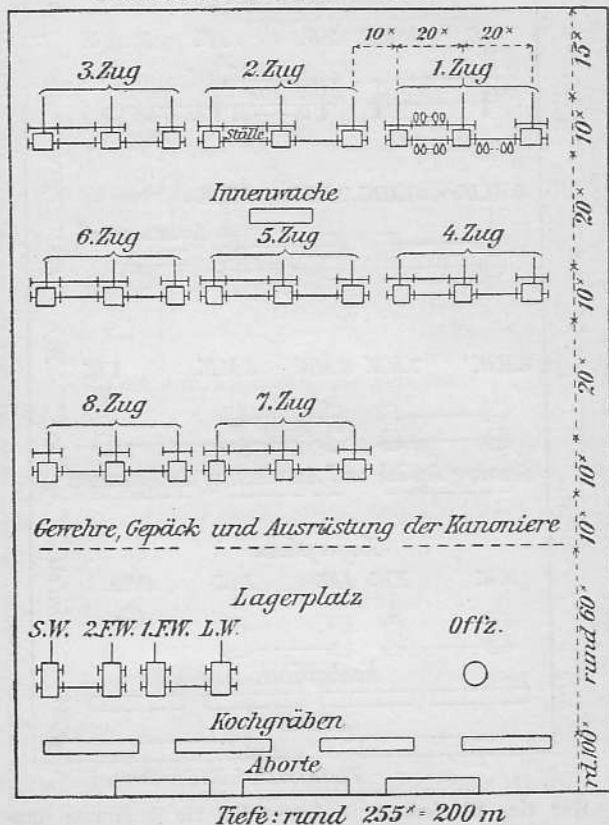 10ˣ 20ˣ 20ˣ
15ˣ
3.Zug 2.Zug 1.Zug
Ställe
10ˣ
Innenwache
20ˣ
6.Zug 5.Zug 4.Zug
10ˣ
20ˣ
8.Zug 7.Zug
10ˣ
Gewehre, Gepäck und Ausrüstung der Kanoniere
10ˣ
Lagerplatz
rund 60ˣ
S.W. 2.F.W. 1.F.W. L.W. Offz.
Kochgräben
rd.100ˣ
Aborte
Tiefe: rund 255ˣ = 200 m